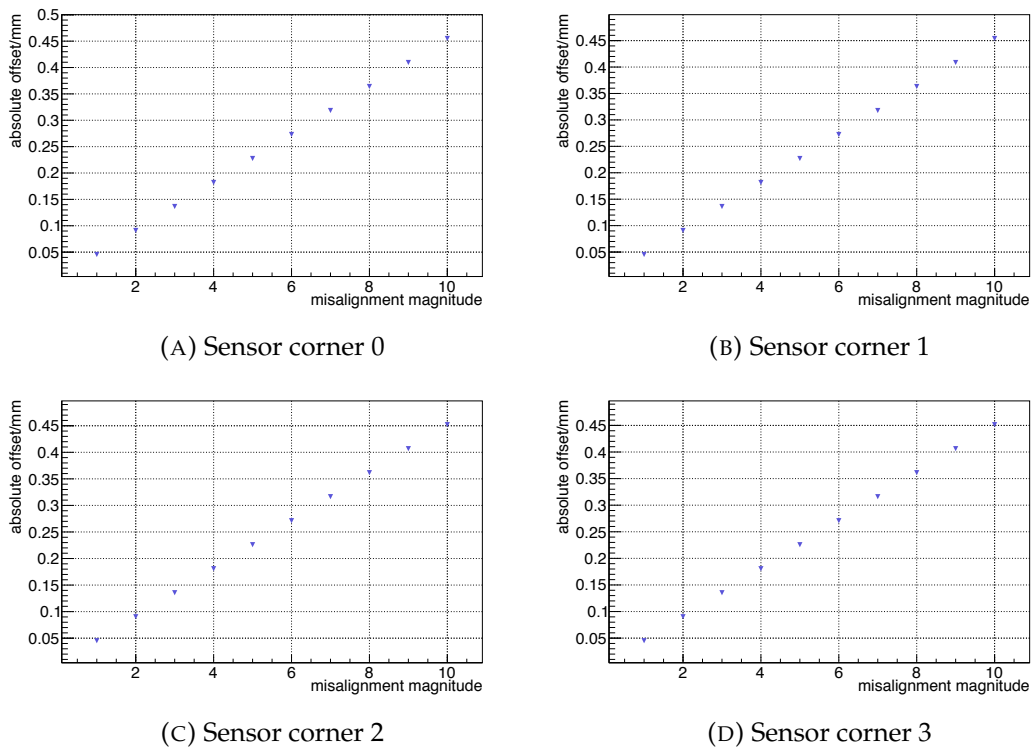 absolute offset/mm
0.5
0.45
0.4
0.35
0.3
0.25
0.2
0.15
0.1
0.05
2 4 6 8 10
misalignment magnitude
(A) Sensor corner 0
absolute offset/mm
0.45
0.4
0.35
0.3
0.25
0.2
0.15
0.1
0.05
2 4 6 8 10
misalignment magnitude
(B) Sensor corner 1
absolute offset/mm
0.45
0.4
0.35
0.3
0.25
0.2
0.15
0.1
0.05
2 4 6 8 10
misalignment magnitude
(C) Sensor corner 2
absolute offset/mm
0.45
0.4
0.35
0.3
0.25
0.2
0.15
0.1
0.05
2 4 6 8 10
misalignment magnitude
(D) Sensor corner 3